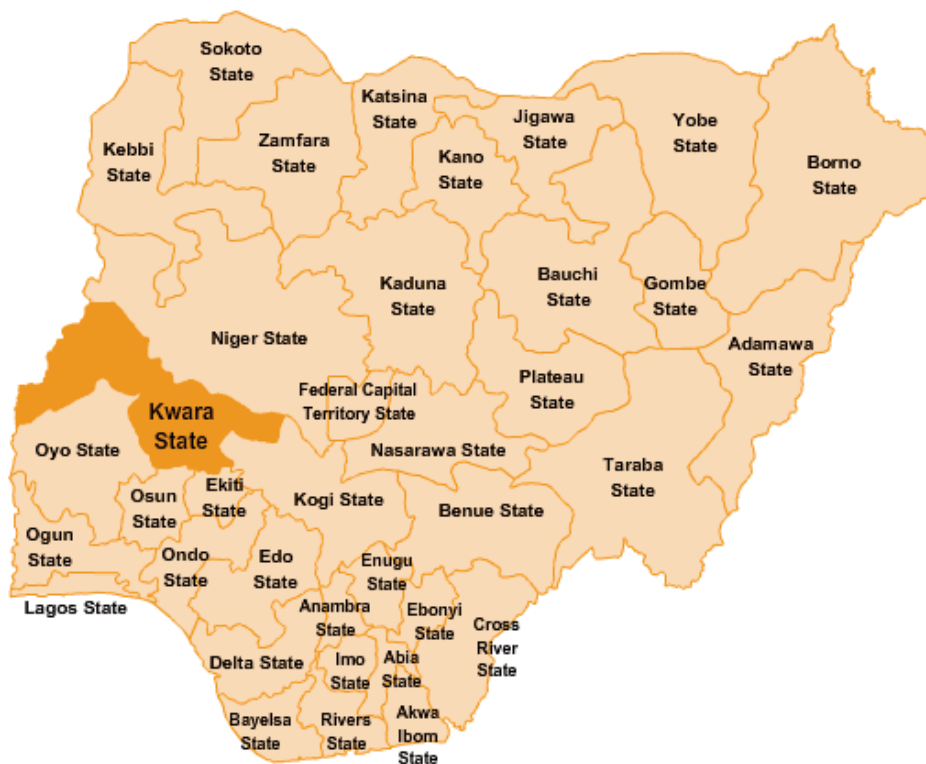 Sokoto
State
Katsina
State
Jigawa
State
Yobe
State
Kebbi
State
Zamfara
State
Kano
State
Borno
State
Kaduna
State
Bauchi
State
Gombe
State
Niger State
Adamawa
State
Federal Capital
Territory State
Plateau
State
Kwara
State
Oyo State
Nasarawa State
Taraba
State
Osun
State
Ekiti
State
Kogi State
Benue State
Ogun
State
Ondo
State
Edo
State
Enugu
State
Lagos State
Anambra
State
Ebonyi
State
Cross
River
State
Delta State
Imo
State
Abia
State
Bayelsa
State
Rivers
State
Akwa
Ibom
State